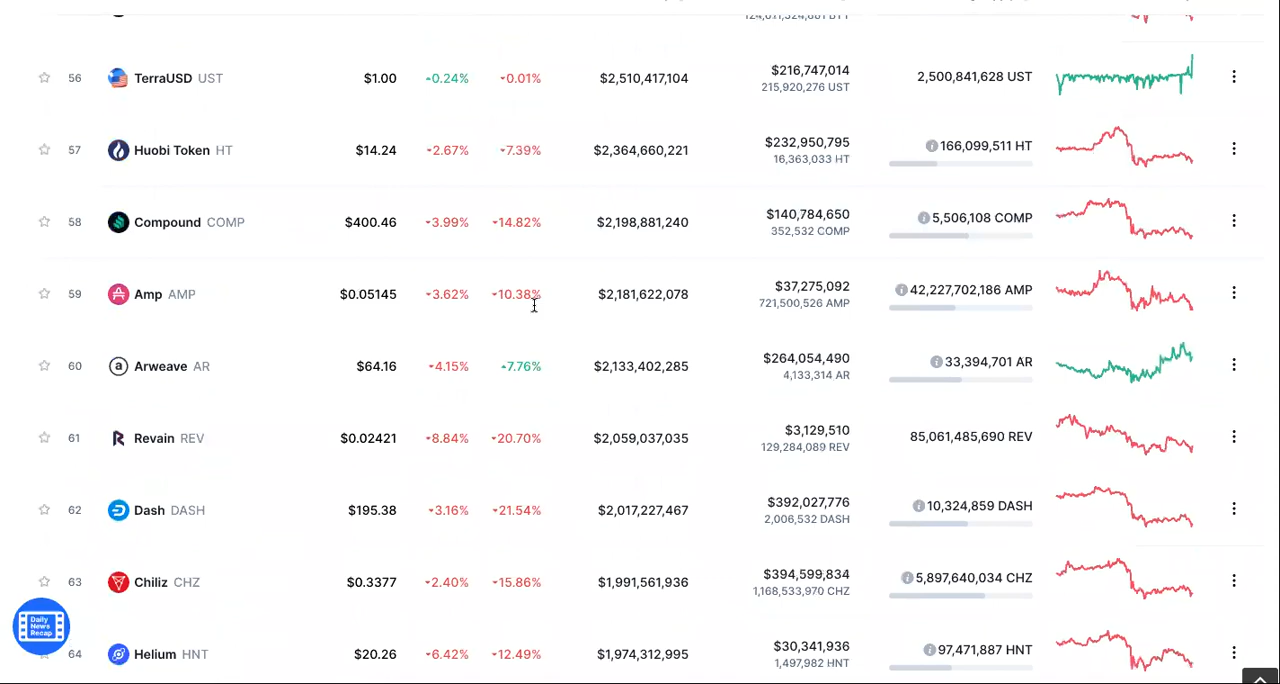 56 TerraUSD UST $1.00 0.24% 0.01% $2,510,417,104 $216,747,014 2,500,841,628 UST
215,920,276 UST
57 Huobi Token HT $14.24 2.67% 7.39% $2,364,660,221 $232,950,795 166,099,511 HT
16,363,033 HT
58 Compound COMP $400.46 3.99% 14.82% $2,198,881,240 $140,784,650 5,506,108 COMP
352,532 COMP
59 Amp AMP $0.05145 3.62% 10.38% $2,181,622,078 $37,275,092 42,227,702,186 AMP
721,500,526 AMP
60 Arweave AR $64.16 4.15% 7.76% $2,133,402,285 $264,054,490 33,394,701 AR
4,133,314 AR
61 Revain REV $0.02421 8.84% 20.70% $2,059,037,035 $3,129,510 85,061,485,690 REV
129,284,089 REV
62 Dash DASH $195.38 3.16% 21.54% $2,017,227,467 $392,027,776 10,324,859 DASH
2,006,532 DASH
63 Chiliz CHZ $0.3377 2.40% 15.86% $1,991,561,936 $394,599,834 5,897,640,034 CHZ
1,168,533,970 CHZ
Daily
News
Recap
64 Helium HNT $20.26 6.42% 12.49% $1,974,312,995 $30,341,936 97,471,887 HNT
1,497,982 HNT